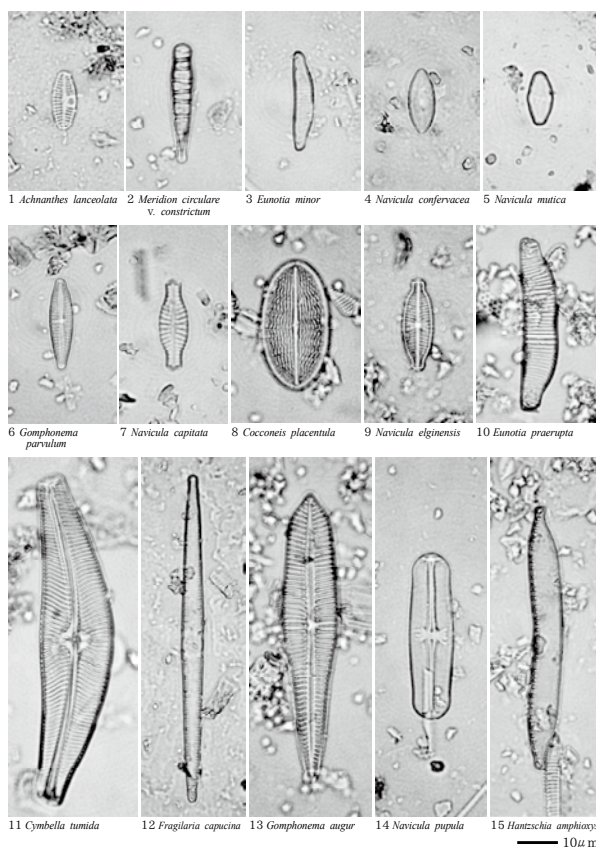 1 Achnanthes lanceolata 2 Meridion circulare 3 Eunotia minor 4 Navicula confervacea 5 Navicula mutica
v. constrictum
6 Gomphonema 7 Navicula capitata 8 Cocconeis placentula 9 Navicula elginensis 10 Eunotia praerupta
parvulum
11 Cymbella tumida 12 Fragilaria capucina 13 Gomphonema augur 14 Navicula pupula 15 Hantzschia amphioxys
10μm